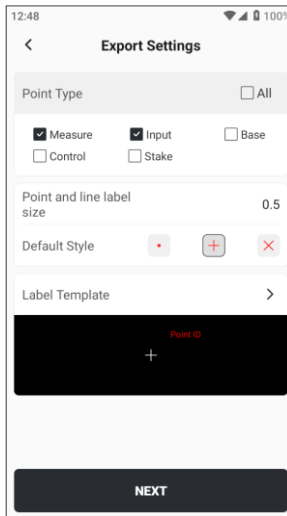 12:48
100%
Export Settings
Point Type
All
Measure
Input
Base
Control
Stake
Point and line label
size
0.5
Default Style
Label Template
Point ID
NEXT